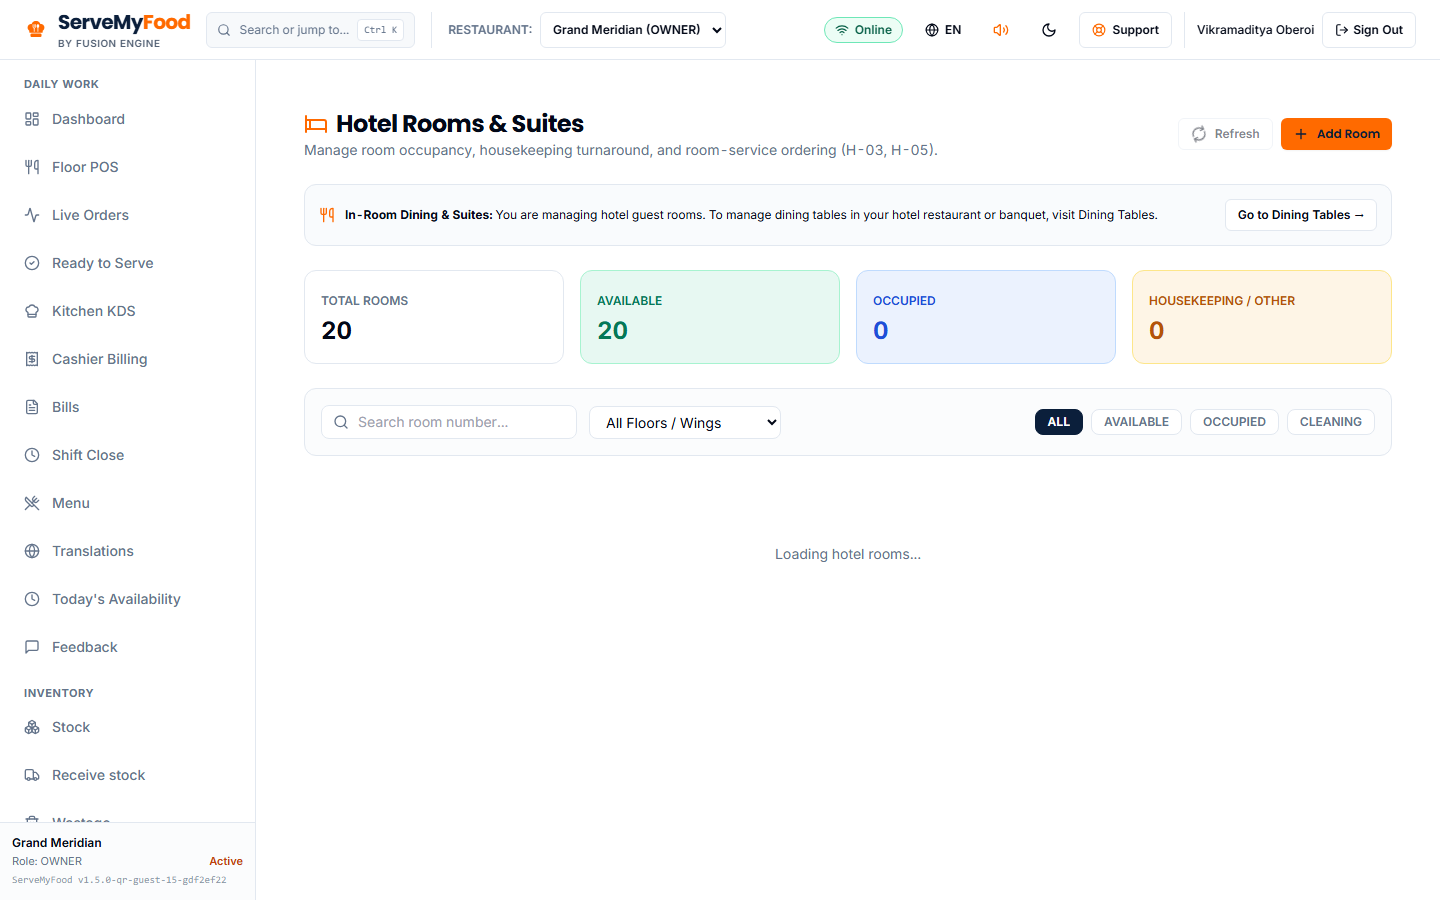 ServeMyFood
BY FUSION ENGINE
Search or jump to...
Ctrl K
RESTAURANT:
Grand Meridian (OWNER)
Online
EN
Support
Vikramaditya Oberoi
Sign Out
DAILY WORK
Dashboard
Floor POS
Live Orders
Ready to Serve
Kitchen KDS
Cashier Billing
Bills
Shift Close
Menu
Translations
Today's Availability
Feedback
INVENTORY
Stock
Receive stock
Grand Meridian
Role: OWNER
Active
ServeMyFood v1.5.0-qr-guest-15-gdf2ef22
Hotel Rooms & Suites
Manage room occupancy, housekeeping turnaround, and room-service ordering (H-03, H-05).
Refresh
Add Room
In-Room Dining & Suites: You are managing hotel guest rooms. To manage dining tables in your hotel restaurant or banquet, visit Dining Tables.
Go to Dining Tables →
TOTAL ROOMS
20
AVAILABLE
20
OCCUPIED
0
HOUSEKEEPING / OTHER
0
Search room number...
All Floors / Wings
ALL
AVAILABLE
OCCUPIED
CLEANING
Loading hotel rooms...